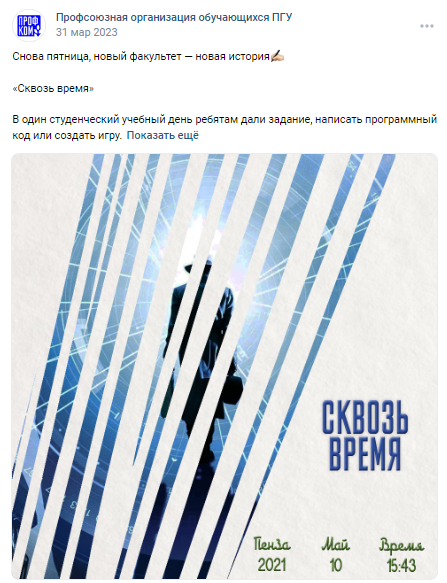 ПРОФ
КОМ
Профсоюзная организация обучающихся ПГУ
31 мар 2023
Снова пятница, новый факультет — новая история✍🏻
«Сквозь время»
В один студенческий учебный день ребятам дали задание, написать программный
код или создать игру. Показать ещё
СКВОЗЬ
ВРЕМЯ
Пенза Май Время
2021 10 15:43